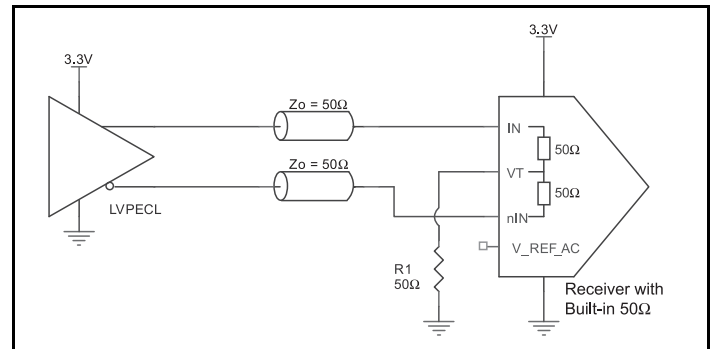 3.3V
3.3V
Zo = 50Ω
IN
50Ω
Zo = 50Ω
VT
50Ω
LVPECL
nIN
V_REF_AC
R1
50Ω
Receiver with
Built-in 50Ω